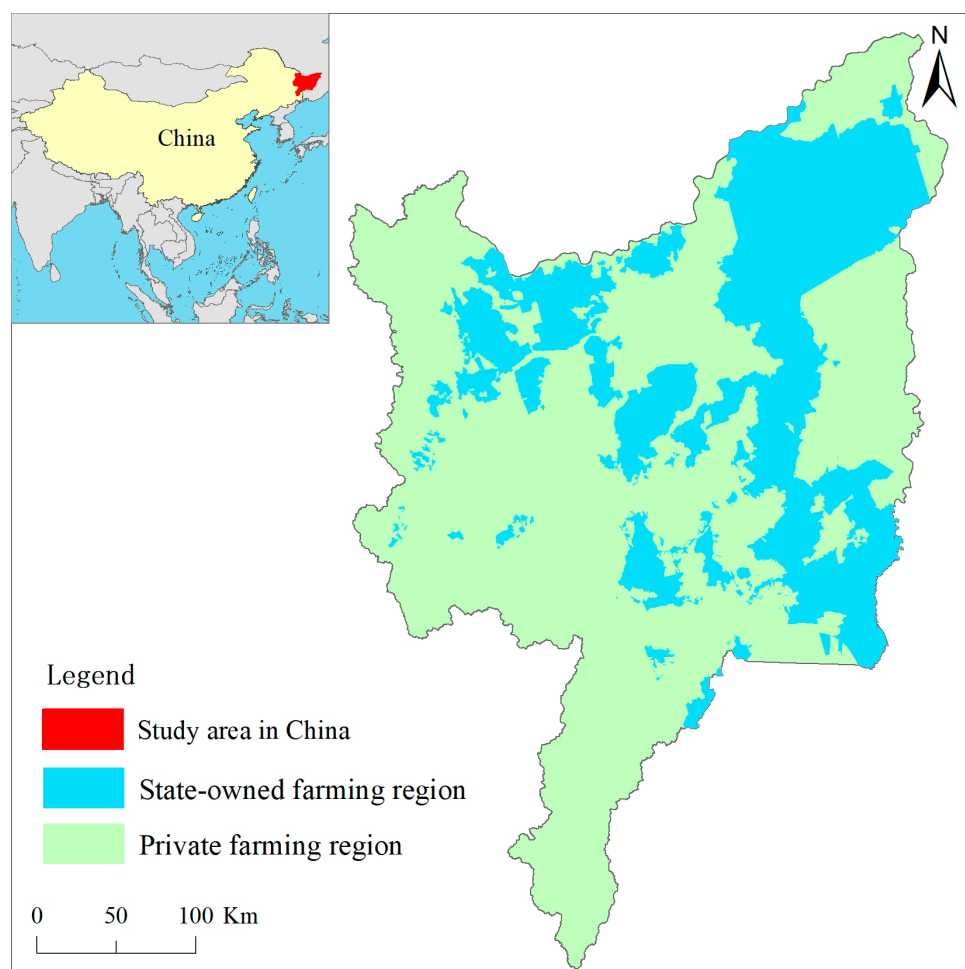 China
N
Legend
Study area in China
State-owned farming region
Private farming region
0 50 100 Km